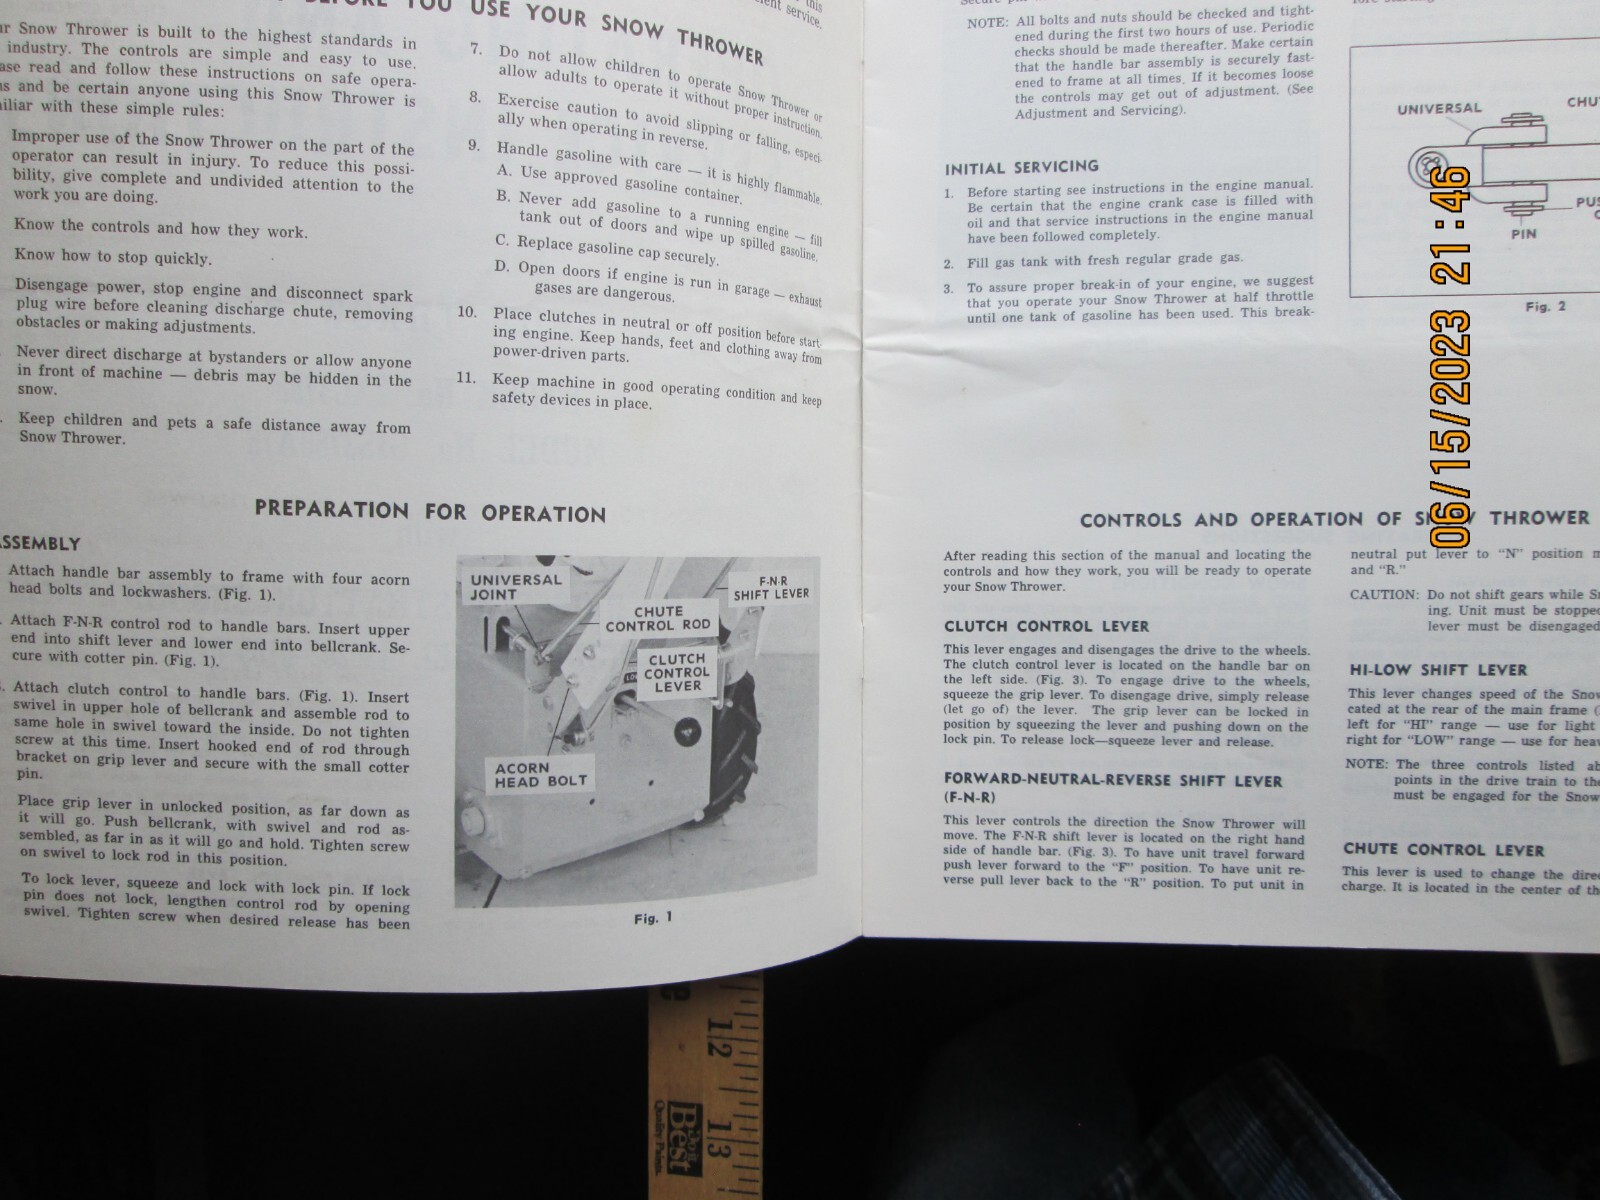 BEFORE YOU USE YOUR SNOW THROWER
this
service.
Snow Thrower is built to the highest standards in
industry. The controls are simple and easy to use.
read and follow these instructions on safe opera-
and be certain anyone using this Snow Thrower is
with these simple rules:
Improper use of the Snow Thrower on the part of the
operator can result in injury. To reduce this possi-
bility, give complete and undivided attention to the
work you are doing.
Know the controls and how they work.
Know how to stop quickly.
Disengage power, stop engine and disconnect spark
plug wire before cleaning discharge chute, removing
obstacles or making adjustments.
Never direct discharge at bystanders or allow anyone
in front of machine — debris may be hidden in the
snow.
Keep children and pets a safe distance away from
Snow Thrower.
7. Do not allow children to operate Snow Thrower or
allow adults to operate it without proper instruction.
8. Exercise caution to avoid slipping or falling, especi-
ally when operating in reverse.
9. Handle gasoline with care — it is highly flammable.
A. Use approved gasoline container.
B. Never add gasoline to a running engine — fill
tank out of doors and wipe up spilled gasoline.
C. Replace gasoline cap securely.
D. Open doors if engine is run in garage — exhaust
gases are dangerous.
10. Place clutches in neutral or off position before start-
ing engine. Keep hands, feet and clothing away from
power-driven parts.
11. Keep machine in good operating condition and keep
safety devices in place.
PREPARATION FOR OPERATION
ASSEMBLY
Attach handle bar assembly to frame with four acorn
head bolts and lockwashers. (Fig. 1).
Attach F-N-R control rod to handle bars. Insert upper
end into shift lever and lower end into bellcrank. Se-
cure with cotter pin. (Fig. 1).
Attach clutch control to handle bars. (Fig. 1). Insert
swivel in upper hole of bellcrank and assemble rod to
same hole in swivel toward the inside. Do not tighten
screw at this time. Insert hooked end of rod through
bracket on grip lever and secure with the small cotter
pin.
Place grip lever in unlocked position, as far down as
it will go. Push bellcrank, with swivel and rod as-
sembled, as far in as it will go and hold. Tighten screw
on swivel to lock rod in this position.
To lock lever, squeeze and lock with lock pin. If lock
pin does not lock, lengthen control rod by opening
swivel. Tighten screw when desired release has been
UNIVERSAL
JOINT
F-N-R
SHIFT LEVER
CHUTE
CONTROL ROD
CLUTCH
CONTROL
LEVER
ACORN
HEAD BOLT
Fig. 1
NOTE: All bolts and nuts should be checked and tight-
ened during the first two hours of use. Periodic
checks should be made thereafter. Make certain
that the handle bar assembly is securely fast-
ened to frame at all times. If it becomes loose
the controls may get out of adjustment. (See
Adjustment and Servicing).
INITIAL SERVICING
1. Before starting see instructions in the engine manual.
Be certain that the engine crank case is filled with
oil and that service instructions in the engine manual
have been followed completely.
2. Fill gas tank with fresh regular grade gas.
3. To assure proper break-in of your engine, we suggest
that you operate your Snow Thrower at half throttle
until one tank of gasoline has been used. This break-
UNIVERSAL
CHU
PUS
PIN
Fig. 2
CONTROLS AND OPERATION OF SNOW THROWER
After reading this section of the manual and locating the
controls and how they work, you will be ready to operate
your Snow Thrower.
CLUTCH CONTROL LEVER
This lever engages and disengages the drive to the wheels.
The clutch control lever is located on the handle bar on
the left side. (Fig. 3). To engage drive to the wheels,
squeeze the grip lever. To disengage drive, simply release
(let go of) the lever. The grip lever can be locked in
position by squeezing the lever and pushing down on the
lock pin. To release lock—squeeze lever and release.
FORWARD-NEUTRAL-REVERSE SHIFT LEVER
(F-N-R)
This lever controls the direction the Snow Thrower will
move. The F-N-R shift lever is located on the right hand
side of handle bar. (Fig. 3). To have unit travel forward
push lever forward to the "F" position. To have unit re-
verse pull lever back to the "R" position. To put unit in
neutral put lever to "N" position
and "R."
CAUTION: Do not shift gears while
ing. Unit must be stopped
lever must be disengaged
HI-LOW SHIFT LEVER
This lever changes speed of the Snow
cated at the rear of the main frame (
left for "HI" range — use for light
right for "LOW" range — use for heav
NOTE: The three controls listed ab
points in the drive train to the
must be engaged for the Snow
CHUTE CONTROL LEVER
This lever is used to change the direc
charge. It is located in the center of th
06/15/2023 21:46
12
13
Do it
Best
Quality Paints